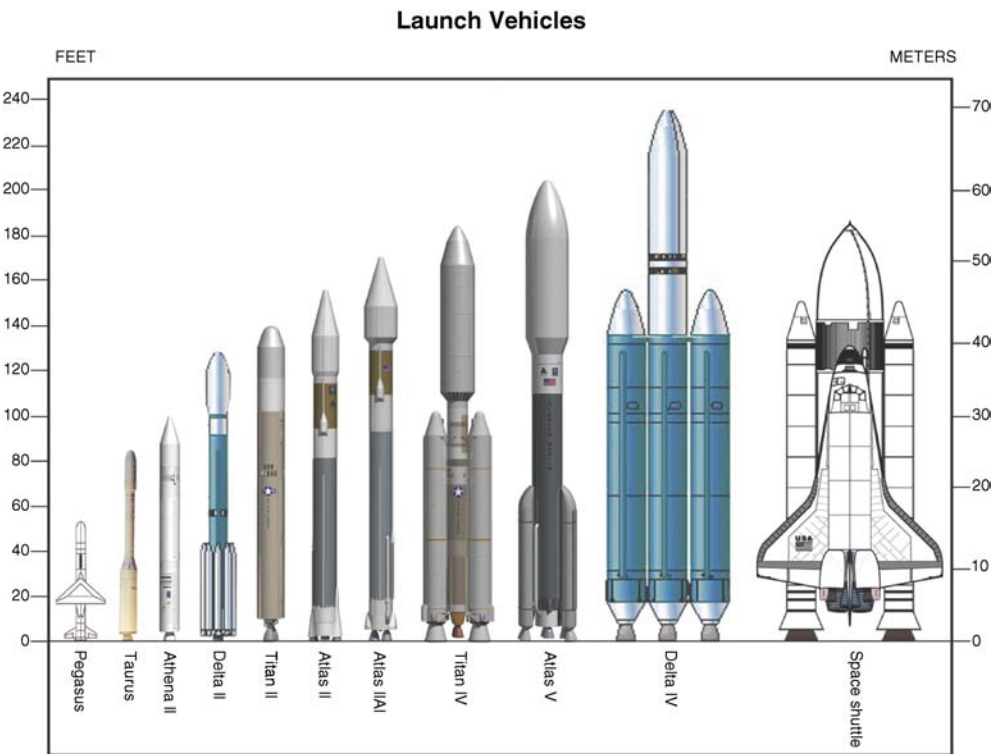 Launch Vehicles
FEET
METERS
240
220
200
180
160
140
120
100
80
60
40
20
0
70
60
50
40
30
20
10
0
USA
Pegasus
Taurus
Athena II
Delta II
Titan II
Atlas II
Atlas IIAI
Titan IV
Atlas V
Delta IV
Space shuttle